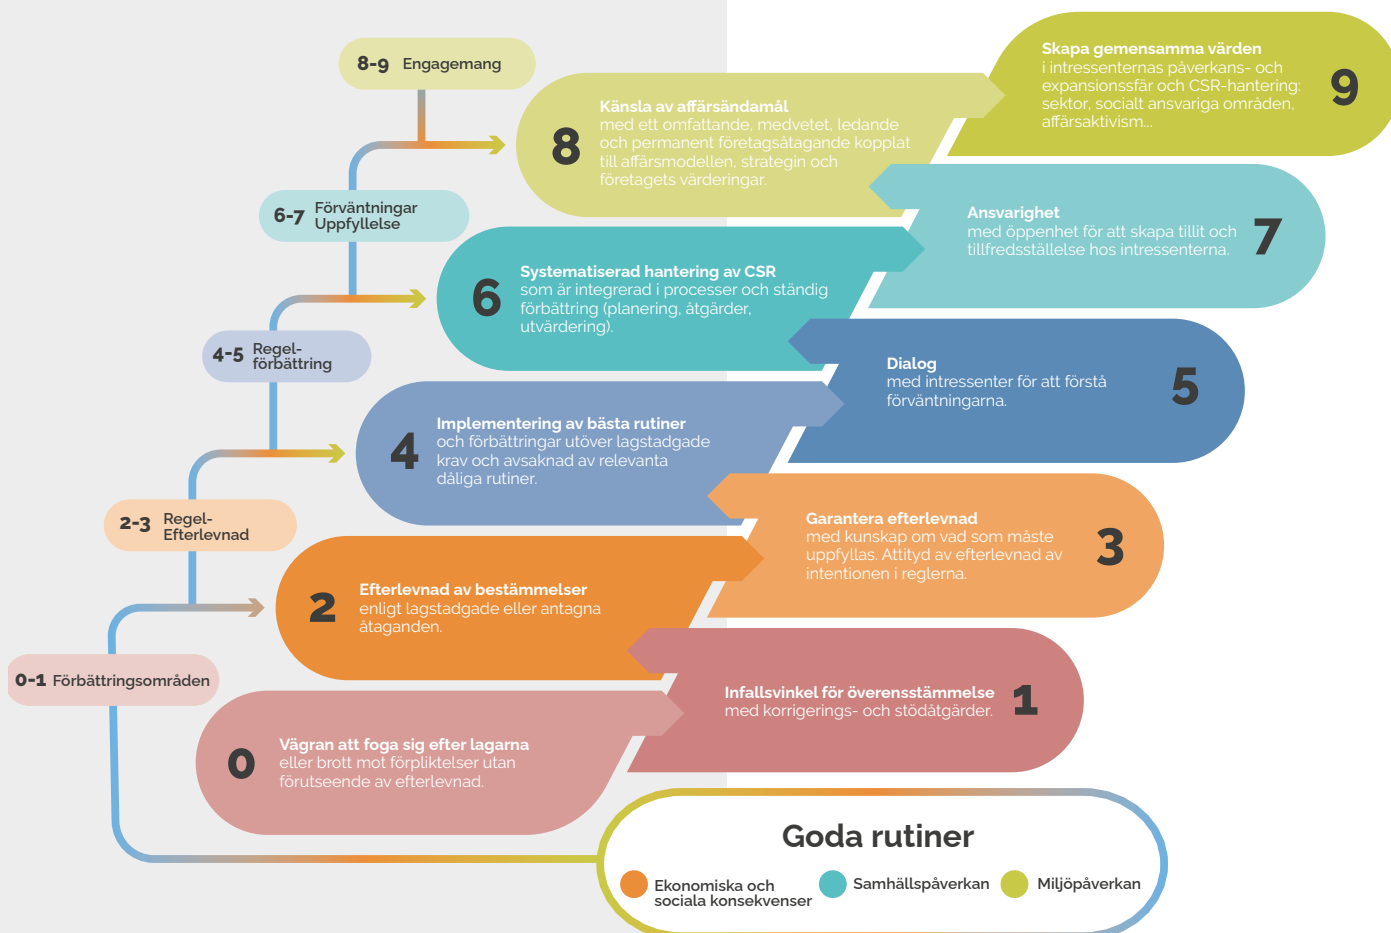 8-9 Engagemang
6-7 Förväntningar
Uppfyllelse
4-5 Regel-
förbättring
2-3 Regel-
Efterlevnad
0-1 Förbättringsområden
9
Skapa gemensamma värden
i intressenternas påverkans- och
expansionssfär och CSR-hantering:
sektor, socialt ansvariga områden,
affärsaktivism...
8
Känsla av affärsändamål
med ett omfattande, medvetet, ledande
och permanent företagsåtagande kopplat
till affärsmodellen, strategin och
företagets värderingar.
7
Ansvarighet
med öppenhet för att skapa tillit och
tillfredsställelse hos intressenterna.
6
Systematiserad hantering av CSR
som är integrerad i processer och ständig
förbättring (planering, åtgärder,
utvärdering).
5
Dialog
med intressenter för att förstå
förväntningarna.
4
Implementering av bästa rutiner
och förbättringar utöver lagstadgade
krav och avsaknad av relevanta
dåliga rutiner.
3
Garantera efterlevnad
med kunskap om vad som måste
uppfyllas. Attityd av efterlevnad av
intentionen i reglerna.
2
Efterlevnad av bestämmelser
enligt lagstadgade eller antagna
åtaganden.
1
Infallsvinkel för överensstämmelse
med korrigerings- och stödåtgärder.
0
Vägran att foga sig efter lagarna
eller brott mot förpliktelser utan
förutseende av efterlevnad.
Goda rutiner
Ekonomiska och
sociala konsekvenser
Samhällspåverkan
Miljöpåverkan